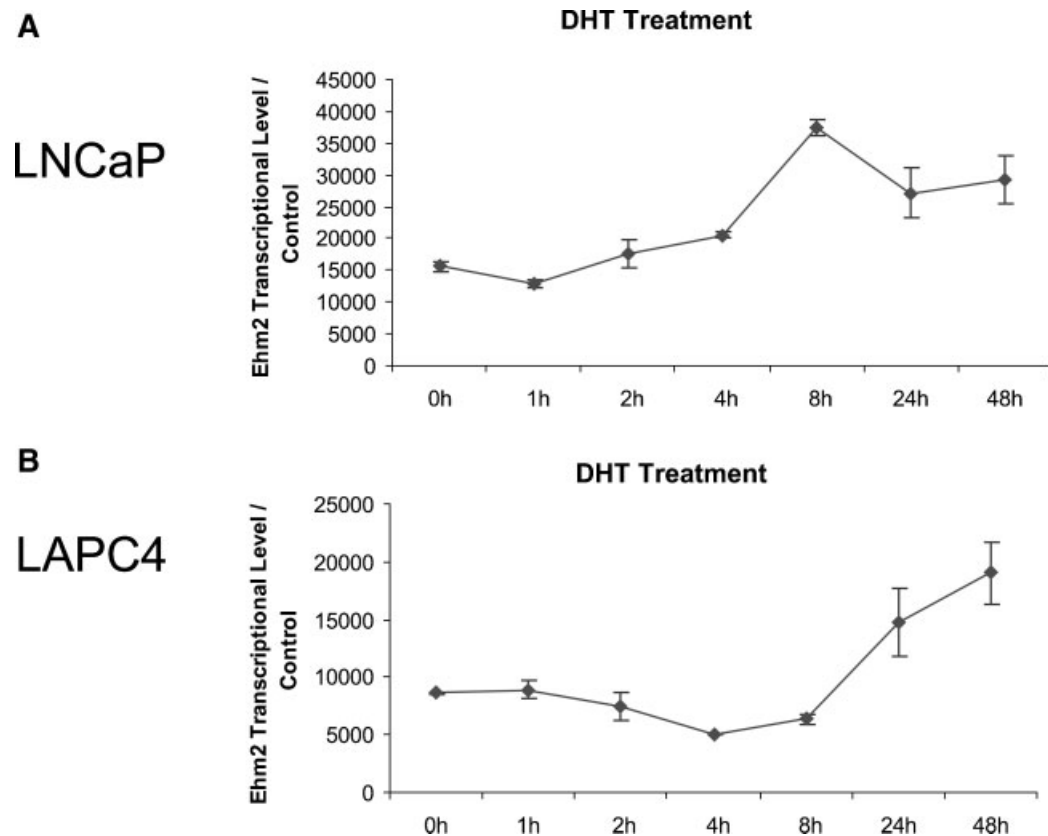 A
DHT Treatment
LNCaP
Ehm2 Transcriptional Level /
Control
45000
40000
35000
30000
25000
20000
15000
10000
5000
0
0h 1h 2h 4h 8h 24h 48h
B
DHT Treatment
LAPC4
Ehm2 Transcriptional Level /
Control
25000
20000
15000
10000
5000
0
0h 1h 2h 4h 8h 24h 48h